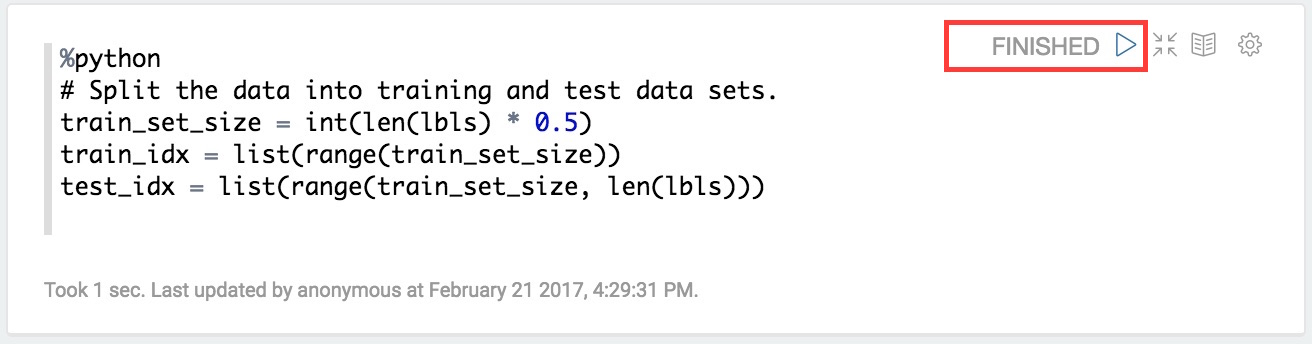 FINISHED
%python
# Split the data into training and test data sets.
train_set_size = int(len(lbls) * 0.5)
train_idx = list(range(train_set_size))
test_idx = list(range(train_set_size, len(lbls)))
Took 1 sec. Last updated by anonymous at February 21 2017, 4:29:31 PM.